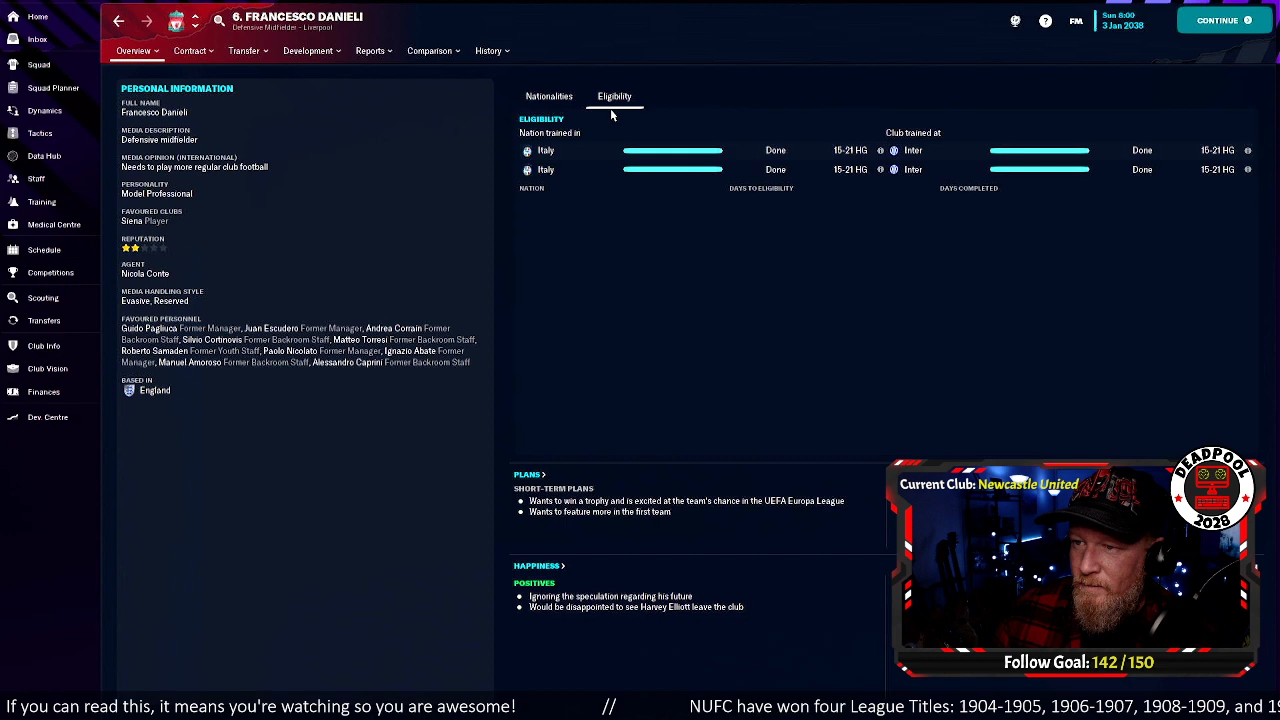 Home
Inbox
Squad
Squad Planner
Dynamics
Tactics
Data Hub
Staff
Training
Medical Centre
Schedule
Competitions
Scouting
Transfers
Club Info
Club Vision
Finances
Dev. Centre
6. FRANCESCO DANIELI
Defensive Midfielder - Liverpool
FM
Sun 8:00
3 Jan 2038
CONTINUE
Overview
Contract
Transfer
Development
Reports
Comparison
History
PERSONAL INFORMATION
FULL NAME
Francesco Danieli
MEDIA DESCRIPTION
Defensive midfielder
MEDIA OPINION (INTERNATIONAL)
Needs to play more regular club football
PERSONALITY
Model Professional
FAVOURED CLUBS
Siena Player
REPUTATION
AGENT
Nicola Conte
MEDIA HANDLING STYLE
Evasive, Reserved
FAVOURED PERSONNEL
Guido Pagliuca Former Manager, Juan Escudero Former Manager, Andrea Corrain Former
Backroom Staff, Silvio Cortinovis Former Backroom Staff, Matteo Torresi Former Backroom Staff,
Roberto Samaden Former Youth Staff, Paolo Nicolato Former Manager, Ignazio Abate Former
Manager, Manuel Amoroso Former Backroom Staff, Alessandro Caprini Former Backroom Staff
BASED IN
England
Nationalities
Eligibility
ELIGIBILITY
Nation trained in
Club trained at
Italy Done 15-21 HG Inter Done 15-21 HG
Italy Done 15-21 HG Inter Done 15-21 HG
NATION DAYS TO ELIGIBILITY DAYS COMPLETED
PLANS
SHORT-TERM PLANS
Wants to win a trophy and is excited at the team's chance in the UEFA Europa League
Wants to feature more in the first team
HAPPINESS
POSITIVES
Ignoring the speculation regarding his future
Would be disappointed to see Harvey Elliott leave the club
Current Club: Newcastle United
DEADPOOL
2028
Follow Goal: 142 / 150
If you can read this, it means you're watching so you are awesome! // NUFC have won four League Titles: 1904-1905, 1906-1907, 1908-1909, and 19